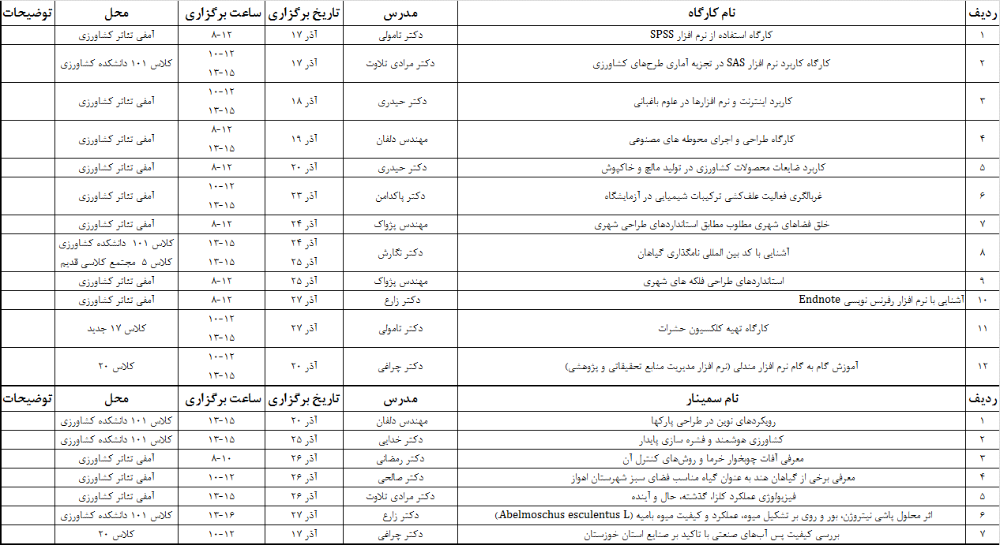 ردیف نام کارگاه مدرس تاریخ برگزاری ساعت برگزاری محل توضیحات
۱ کارگاه استفاده از نرم افزار SPSS دکتر تامولی ۱۷ آذر ۸-۱۲ آمفی تئاتر کشاورزی
۲ کارگاه کاربرد نرم افزار SAS در تجزیه آماری طرح‌های کشاورزی دکتر مرادی تلاوت ۱۷ آذر ۱۰-۱۲ کلاس ۱۰۱ دانشکده کشاورزی
۱۳-۱۵
۳ کاربرد اینترنت و نرم افزارها در علوم باغبانی دکتر حیدری ۱۸ آذر ۱۰-۱۲ آمفی تئاتر کشاورزی
۱۳-۱۵
۴ کارگاه طراحی و اجرای محوطه های مصنوعی مهندس دلفان ۱۹ آذر ۸-۱۲ آمفی تئاتر کشاورزی
۱۳-۱۵
۵ کاربرد ضایعات محصولات کشاورزی در تولید مالچ و خاکپوش دکتر حیدری ۲۰ آذر ۸-۱۲ آمفی تئاتر کشاورزی
۶ غربالگری فعالیت علف‌کشی ترکیبات شیمیایی در آزمایشگاه دکتر پاکدامن ۲۳ آذر ۱۰-۱۲ آمفی تئاتر کشاورزی
۱۳-۱۵
۷ خلق فضاهای شهری مطلوب مطابق استانداردهای طراحی شهری مهندس پژواک ۲۴ آذر ۸-۱۲ آمفی تئاتر کشاورزی
۸ آشنایی با کد بین المللی نامگذاری گیاهان دکتر نگارش ۲۴ آذر ۱۳-۱۵ کلاس ۱۰۱ دانشکده کشاورزی
۲۵ آذر ۱۳-۱۵ کلاس ۵ مجتمع کلاسی قدیم
۹ استانداردهای طراحی فلکه های شهری مهندس پژواک ۲۵ آذر ۸-۱۲ آمفی تئاتر کشاورزی
۱۰ آشنایی با نرم افزار رفرنس نویسی Endnote دکتر زارع ۲۷ آذر ۸-۱۲ آمفی تئاتر کشاورزی
۱۱ کارگاه تهیه کلکسیون حشرات دکتر تامولی ۲۷ آذر ۱۰-۱۲ کلاس ۱۷ جدید
۱۳-۱۵
۱۲ آموزش گام به گام نرم افزار مندلی (نرم افزار مدیریت منابع تحقیقاتی و پژوهشی) دکتر چراغی ۲۰ آذر ۱۰-۱۲ کلاس ۲۰
۱۳-۱۵
ردیف نام سمینار مدرس تاریخ برگزاری ساعت برگزاری محل توضیحات
۱ رویکردهای نوین در طراحی پارکها مهندس دلفان ۲۰ آذر ۱۳-۱۵ کلاس ۱۰۱ دانشکده کشاورزی
۲ کشاورزی هوشمند و فشره سازی پایدار دکتر خدایی ۲۵ آذر ۱۳-۱۵ کلاس ۱۰۱ دانشکده کشاورزی
۳ معرفی آفات چوبخوار خرما و روش‌های کنترل آن دکتر رمضانی ۲۶ آذر ۸-۱۰ آمفی تئاتر کشاورزی
۴ معرفی برخی از گیاهان هند به عنوان گیاه مناسب فضای سبز شهرستان اهواز دکتر صالحی ۲۶ آذر ۱۰-۱۲ آمفی تئاتر کشاورزی
۵ فیزیولوژی عملکرد کلزا، گذشته، حال و آینده دکتر مرادی تلاوت ۲۶ آذر ۱۳-۱۵ آمفی تئاتر کشاورزی
۶ اثر محلول پاشی نیتروژن، بور و روی بر تشکیل میوه، عملکرد و کیفیت میوه بامیه (Abelmoschus esculentus L.) دکتر زارع ۲۷ آذر ۱۳-۱۶ کلاس ۱۰۱ دانشکده کشاورزی
۷ بررسی کیفیت پس آب‌های صنعتی با تاکید بر صنایع استان خوزستان دکتر چراغی ۱۷ آذر ۱۰-۱۲ کلاس ۲۰